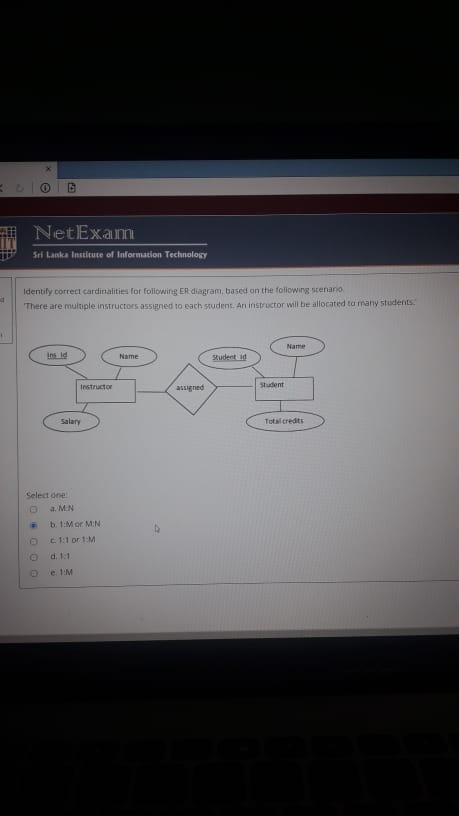 NetExam
Sri Lanka Institute of Information Technology
Identify correct cardinalities for following ER diagram, based on the following scenario.
'There are multiple instructors assigned to each student. An instructor will be allocated to many students.'
Ins_Id
Name
Student_Id
Name
Instructor
assigned
Student
Salary
Total credits
Select one:
a. M:N
b. 1:M or M:N
c. 1:1 or 1:M
d. 1:1
e. 1:M